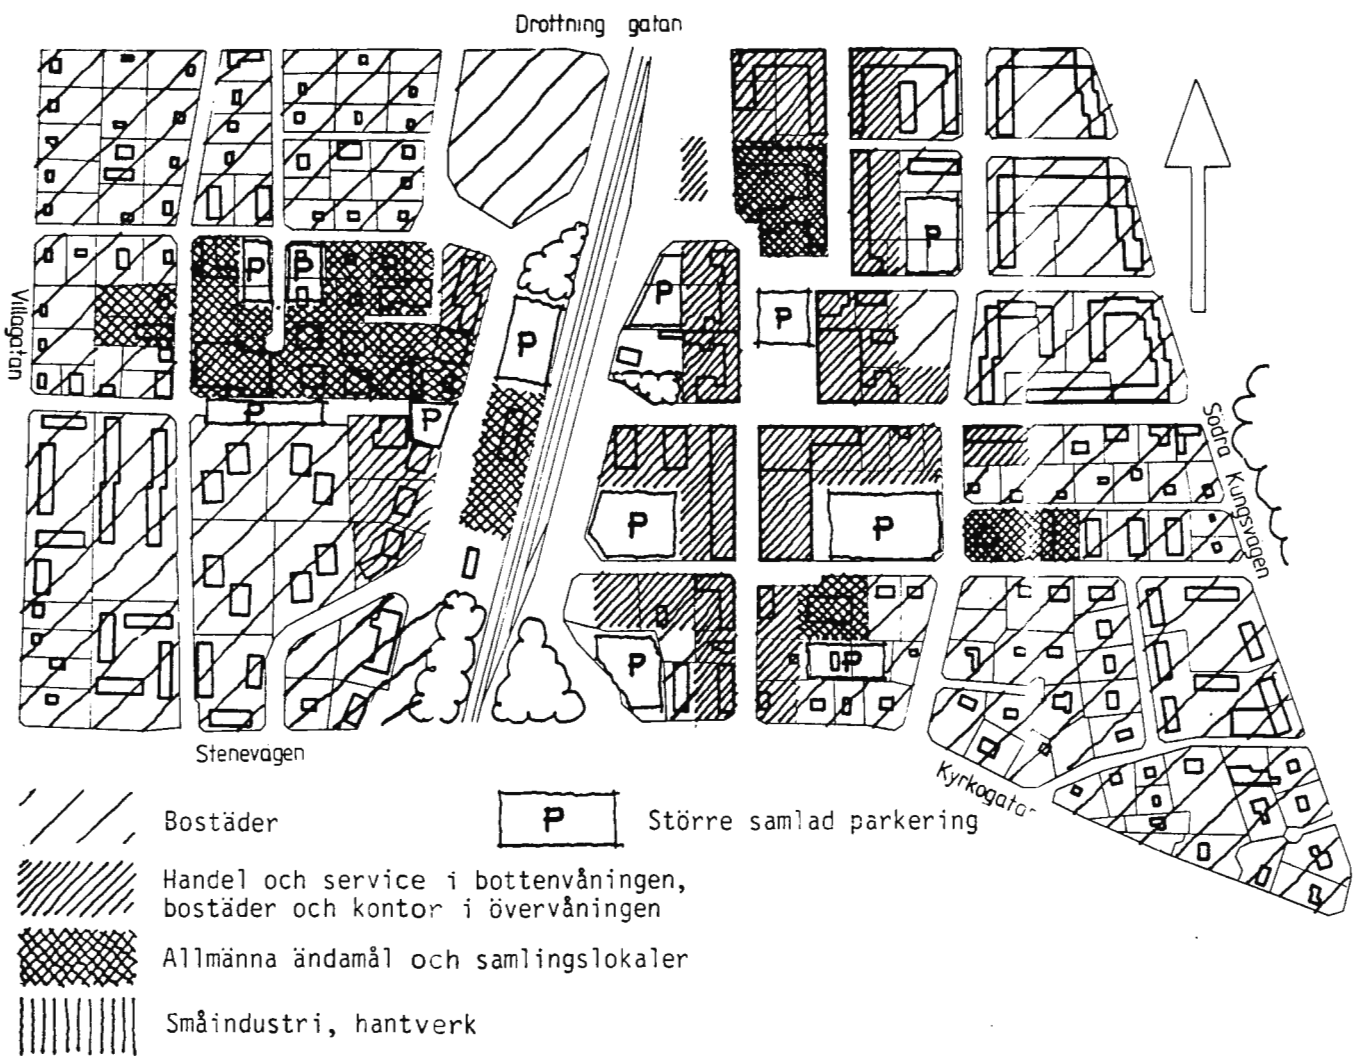 Drottning gatan
P
P
P
P
P
P
P
P
P
P
P
P
P
Villagatan
Södra Kungsvägen
Stenevägen
Kyrkogatan
Bostäder
P Större samlad parkering
Handel och service i bottenvåningen,
bostäder och kontor i övervåningen
Allmänna ändamål och samlingslokaler
Småindustri, hantverk